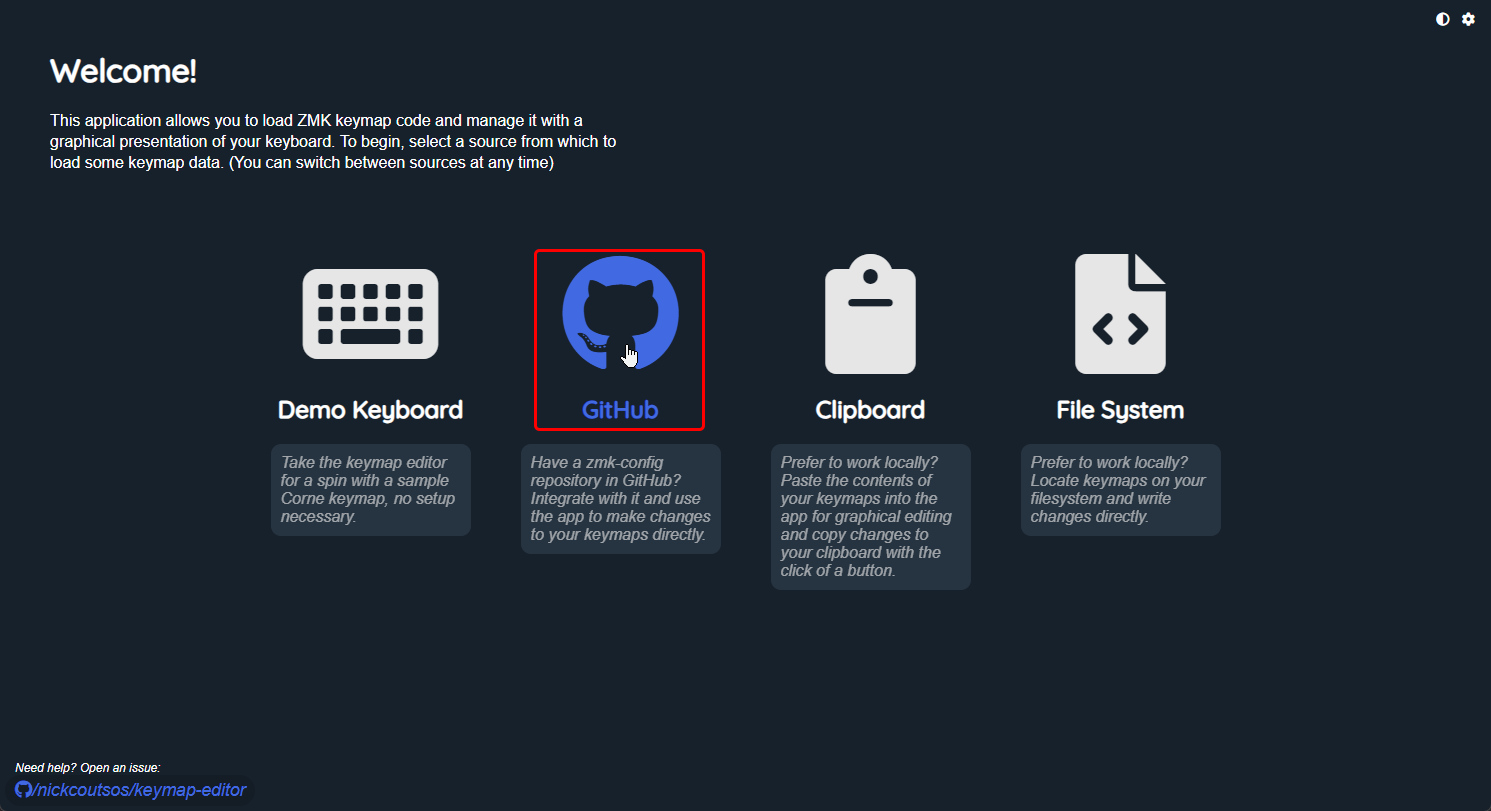 Welcome!
This application allows you to load ZMK keymap code and manage it with a
graphical presentation of your keyboard. To begin, select a source from which to
load some keymap data. (You can switch between sources at any time)
Demo Keyboard
Take the keymap editor
for a spin with a sample
Corne keymap, no setup
necessary.
GitHub
Have a zmk-config
repository in GitHub?
Integrate with it and use
the app to make changes
to your keymaps directly.
Clipboard
Prefer to work locally?
Paste the contents of
your keymaps into the
app for graphical editing
and copy changes to
your clipboard with the
click of a button.
File System
Prefer to work locally?
Locate keymaps on your
filesystem and write
changes directly.
Need help? Open an issue:
/nickcoutsos/keymap-editor